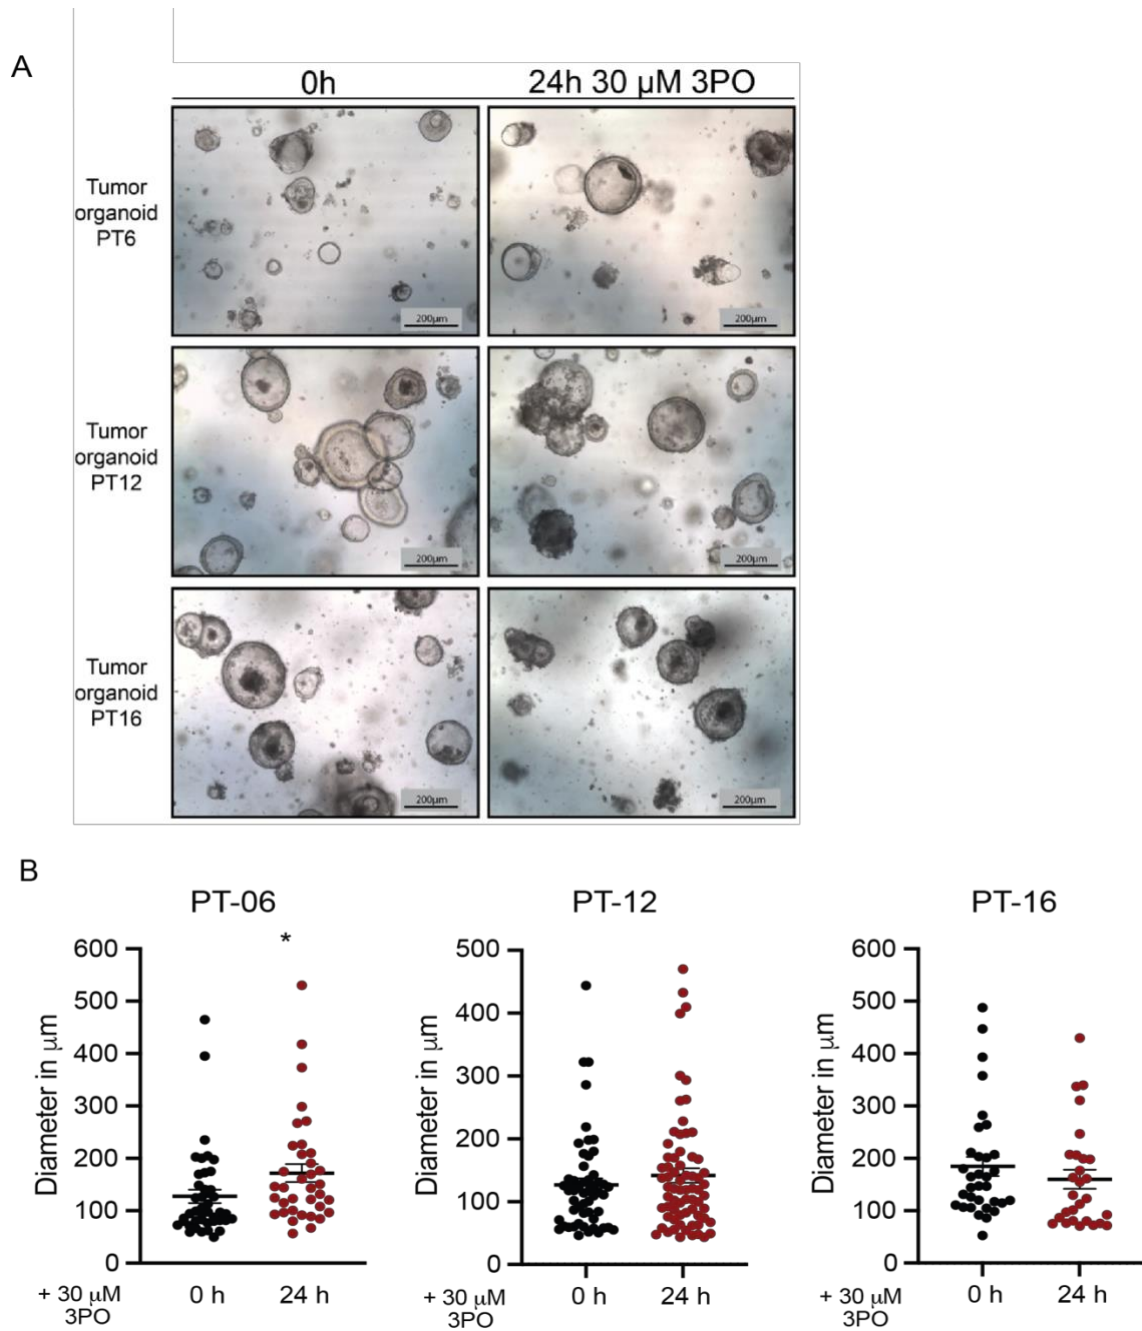 A
0h
24h 30 µM 3PO
Tumor
organoid
PT6
200µm
200µm
Tumor
organoid
PT12
200µm
200µm
Tumor
organoid
PT16
200µm
200µm
B
PT-06
*
Diameter in µm
600
500
400
300
200
100
0
+ 30 µM
3PO
0 h
24 h
PT-12
Diameter in µm
500
400
300
200
100
0
+ 30 µM
3PO
0 h
24 h
PT-16
Diameter in µm
600
500
400
300
200
100
0
+ 30 µM
3PO
0 h
24 h